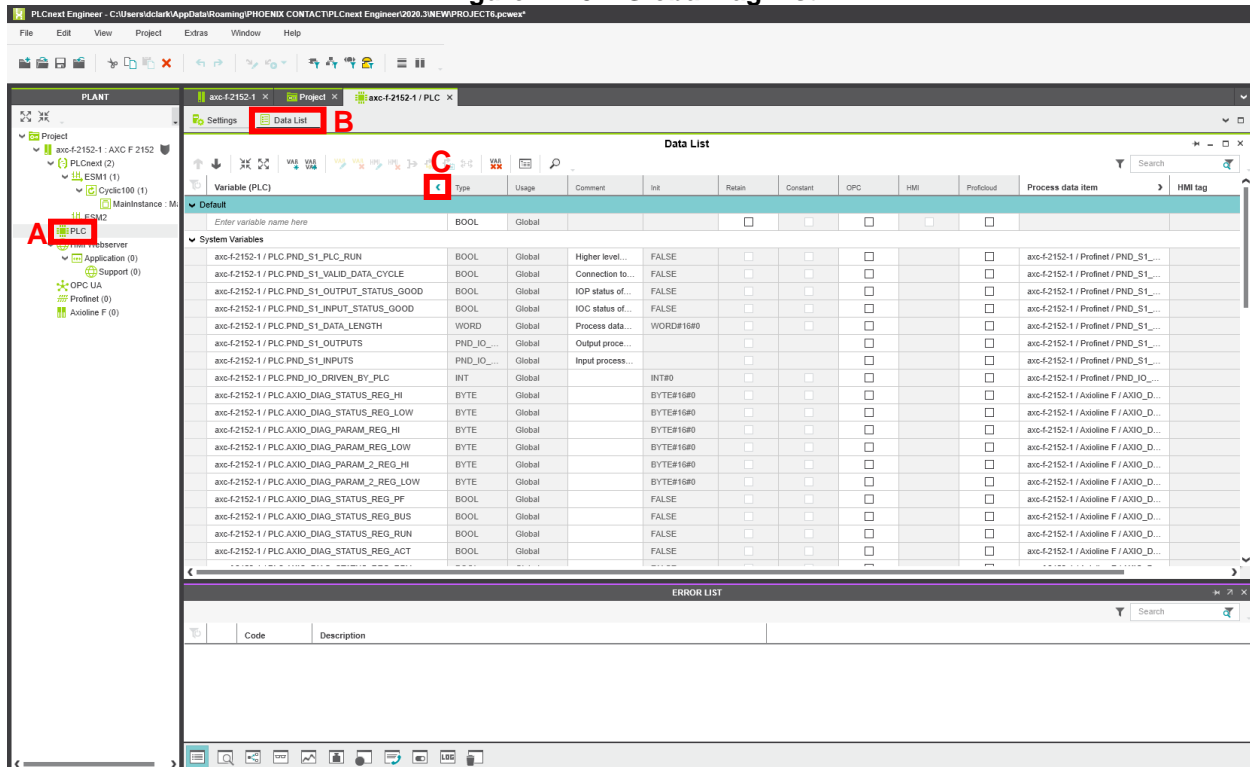 PLCnext Engineer - C:\Users\dclark\AppData\Roaming\PHOENIX CONTACT\PLCnext Engineer\2020.3\NEW\PROJECT6.pcwex*
File Edit View Project Extras Window Help
PLANT
axc-f-2152-1 × Project × axc-f-2152-1 / PLC ×
Settings Data List B
Project
axc-f-2152-1 : AXC F 2152
PLCnext (2)
ESM1 (1)
Cyclic100 (1)
MainInstance : Ma
ESM2
A PLC
HMI Webserver
Application (0)
Support (0)
OPC UA
Profinet (0)
Axioline F (0)
Data List
C
Search
Variable (PLC) Type Usage Comment Init Retain Constant OPC HMI Proficloud Process data item HMI tag
Default
Enter variable name here BOOL Global
System Variables
axc-f-2152-1 / PLC.PND_S1_PLC_RUN BOOL Global Higher level... FALSE axc-f-2152-1 / Profinet / PND_S1_...
axc-f-2152-1 / PLC.PND_S1_VALID_DATA_CYCLE BOOL Global Connection to... FALSE axc-f-2152-1 / Profinet / PND_S1_...
axc-f-2152-1 / PLC.PND_S1_OUTPUT_STATUS_GOOD BOOL Global IOP status of... FALSE axc-f-2152-1 / Profinet / PND_S1_...
axc-f-2152-1 / PLC.PND_S1_INPUT_STATUS_GOOD BOOL Global IOC status of... FALSE axc-f-2152-1 / Profinet / PND_S1_...
axc-f-2152-1 / PLC.PND_S1_DATA_LENGTH WORD Global Process data... WORD#16#0 axc-f-2152-1 / Profinet / PND_S1_...
axc-f-2152-1 / PLC.PND_S1_OUTPUTS PND_IO_... Global Output proce... axc-f-2152-1 / Profinet / PND_S1_...
axc-f-2152-1 / PLC.PND_S1_INPUTS PND_IO_... Global Input process... axc-f-2152-1 / Profinet / PND_S1_...
axc-f-2152-1 / PLC.PND_IO_DRIVEN_BY_PLC INT Global INT#0 axc-f-2152-1 / Profinet / PND_IO_...
axc-f-2152-1 / PLC.AXIO_DIAG_STATUS_REG_HI BYTE Global BYTE#16#0 axc-f-2152-1 / Axioline F / AXIO_D...
axc-f-2152-1 / PLC.AXIO_DIAG_STATUS_REG_LOW BYTE Global BYTE#16#0 axc-f-2152-1 / Axioline F / AXIO_D...
axc-f-2152-1 / PLC.AXIO_DIAG_PARAM_REG_HI BYTE Global BYTE#16#0 axc-f-2152-1 / Axioline F / AXIO_D...
axc-f-2152-1 / PLC.AXIO_DIAG_PARAM_REG_LOW BYTE Global BYTE#16#0 axc-f-2152-1 / Axioline F / AXIO_D...
axc-f-2152-1 / PLC.AXIO_DIAG_PARAM_2_REG_HI BYTE Global BYTE#16#0 axc-f-2152-1 / Axioline F / AXIO_D...
axc-f-2152-1 / PLC.AXIO_DIAG_PARAM_2_REG_LOW BYTE Global BYTE#16#0 axc-f-2152-1 / Axioline F / AXIO_D...
axc-f-2152-1 / PLC.AXIO_DIAG_STATUS_REG_PF BOOL Global FALSE axc-f-2152-1 / Axioline F / AXIO_D...
axc-f-2152-1 / PLC.AXIO_DIAG_STATUS_REG_BUS BOOL Global FALSE axc-f-2152-1 / Axioline F / AXIO_D...
axc-f-2152-1 / PLC.AXIO_DIAG_STATUS_REG_RUN BOOL Global FALSE axc-f-2152-1 / Axioline F / AXIO_D...
axc-f-2152-1 / PLC.AXIO_DIAG_STATUS_REG_ACT BOOL Global FALSE axc-f-2152-1 / Axioline F / AXIO_D...
ERROR LIST
Search
Code Description